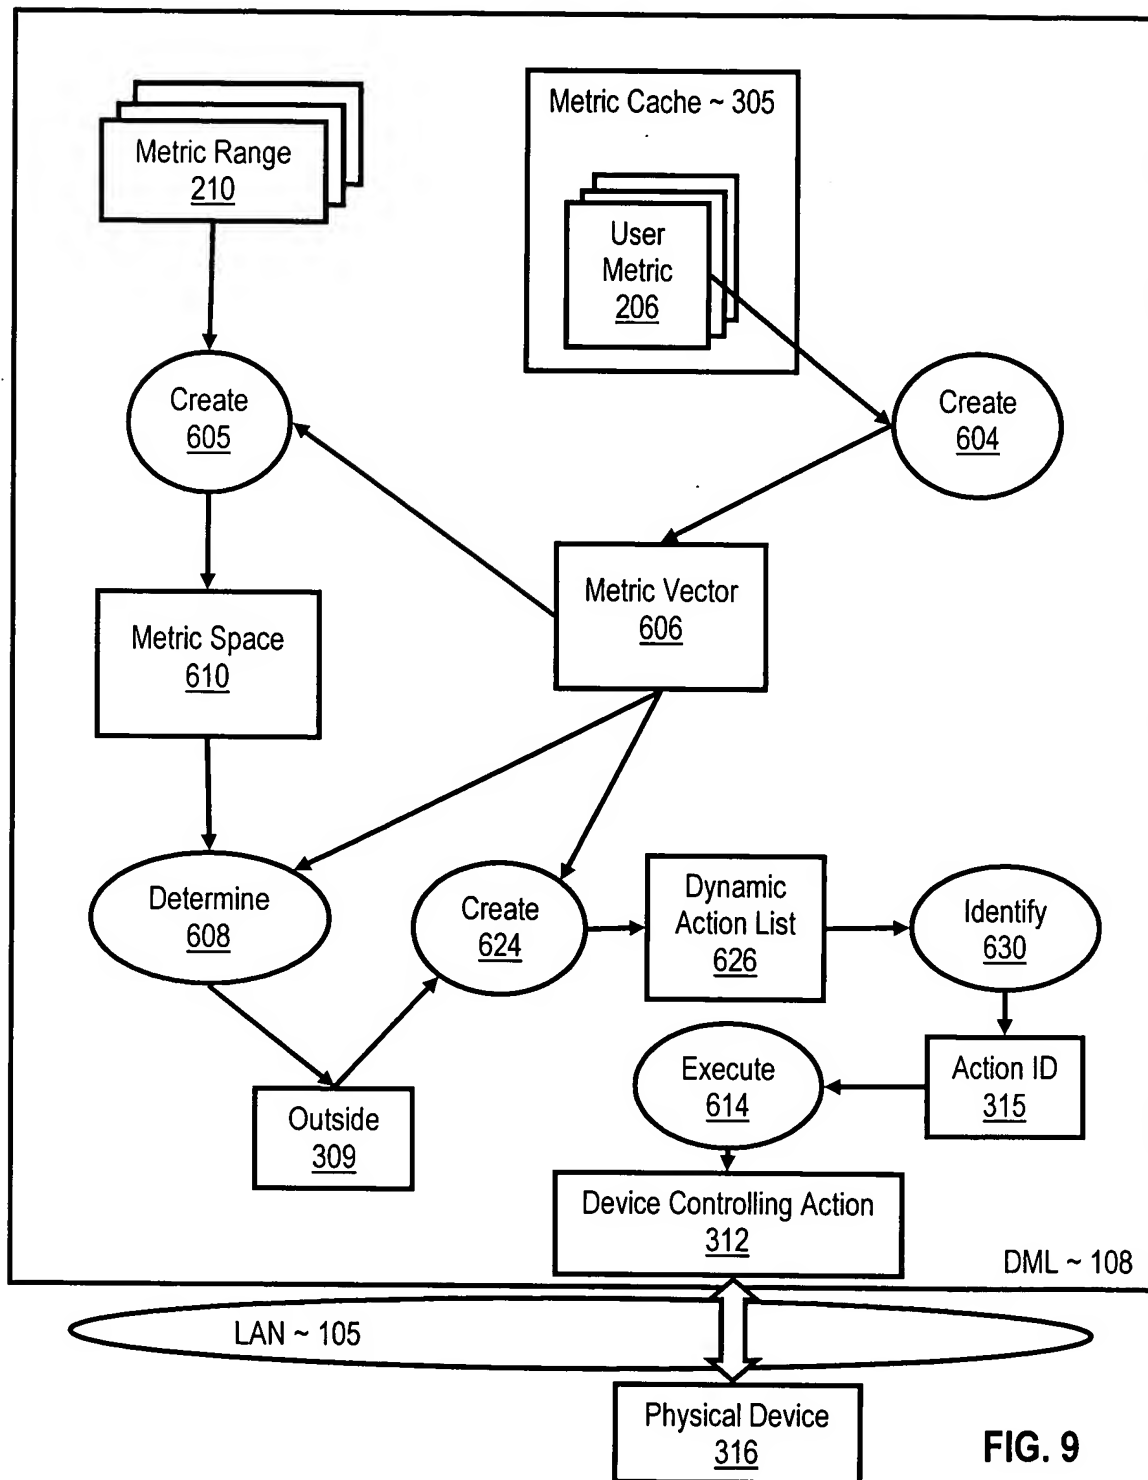 Metric Range
210
Metric Cache ~ 305
User
Metric
206
Create
605
Create
604
Metric Vector
606
Metric Space
610
Determine
608
Create
624
Dynamic
Action List
626
Identify
630
Execute
614
Action ID
315
Outside
309
Device Controlling Action
312
DML ~ 108
LAN ~ 105
Physical Device
316
FIG. 9